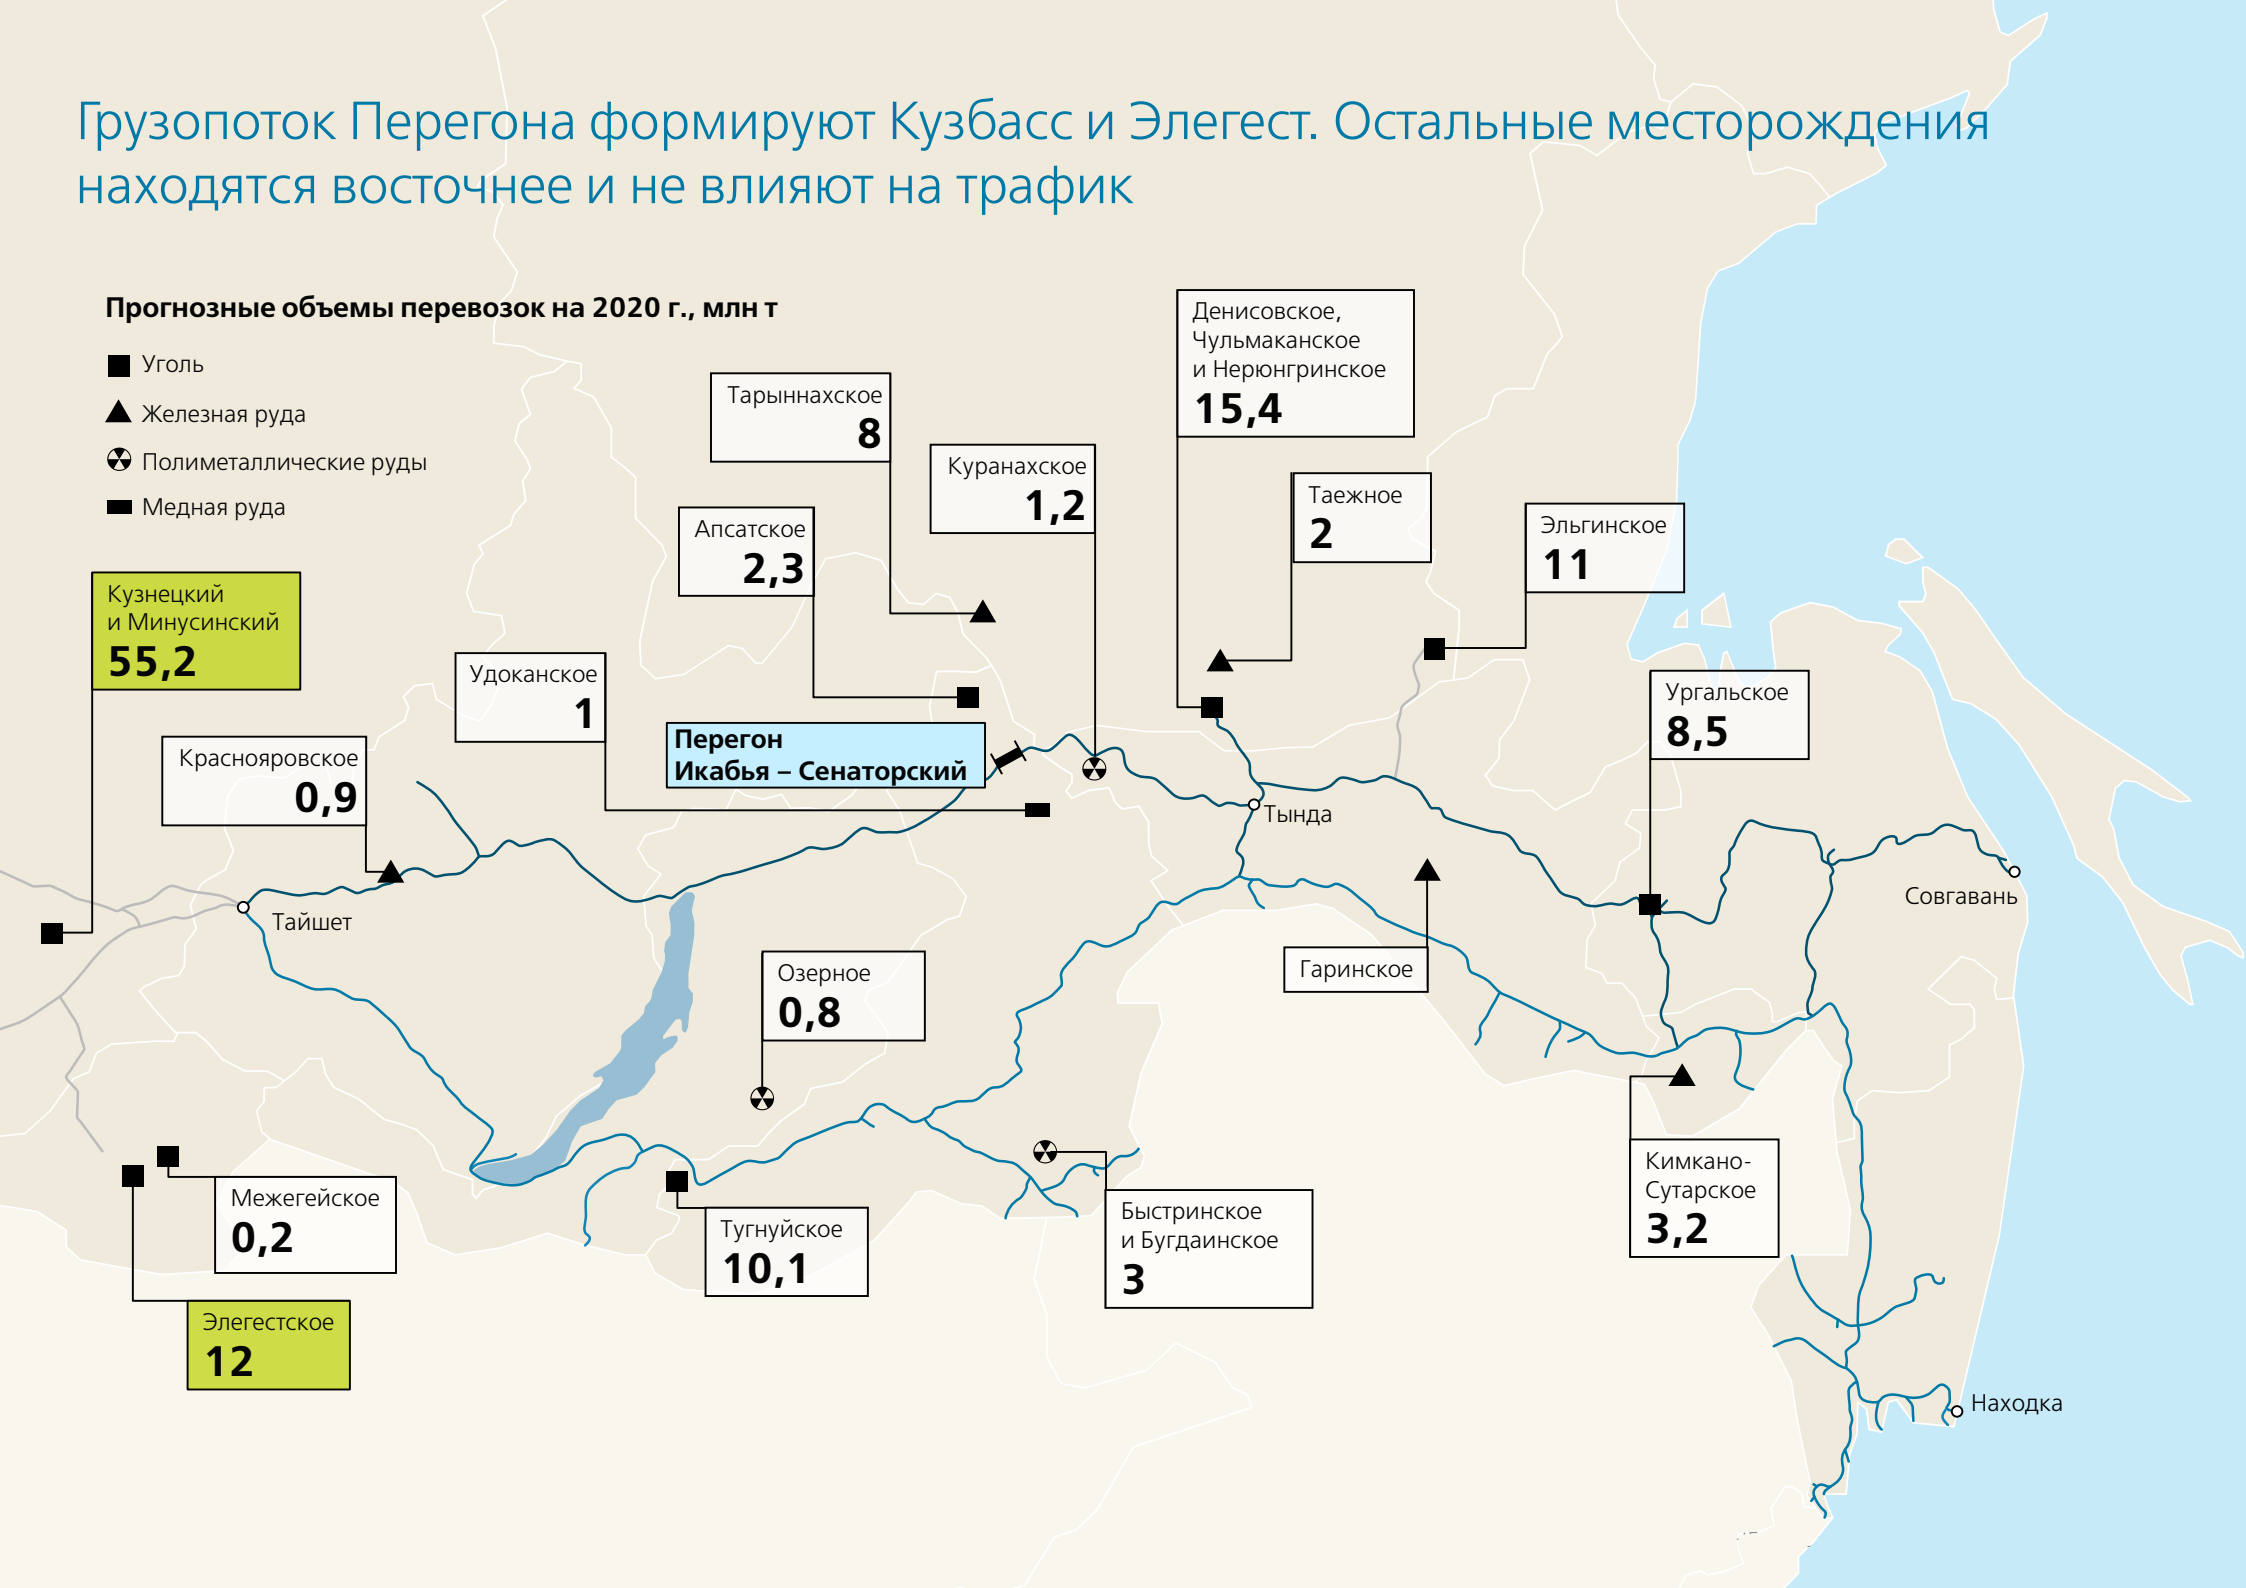 Грузопоток Перегона формируют Кузбасс и Элегест. Остальные месторождения
находятся восточнее и не влияют на трафик
Прогнозные объемы перевозок на 2020 г., млн т
Уголь
Железная руда
Полиметаллические руды
Медная руда
Денисовское,
Чульмаканское
и Нерюнгринское
15,4
Тарыннахское
8
Куранахское
1,2
Таежное
2
Апсатское
2,3
Эльгинское
11
Кузнецкий
и Минусинский
55,2
Удоканское
1
Ургальское
8,5
Перегон
Икабья – Сенаторский
Краснояровское
0,9
Тында
Совгавань
Тайшет
Озерное
0,8
Гаринское
Кимкано-
Сутарское
3,2
Межегейское
0,2
Тугнуйское
10,1
Быстринское
и Бугдаинское
3
Элегестское
12
Находка